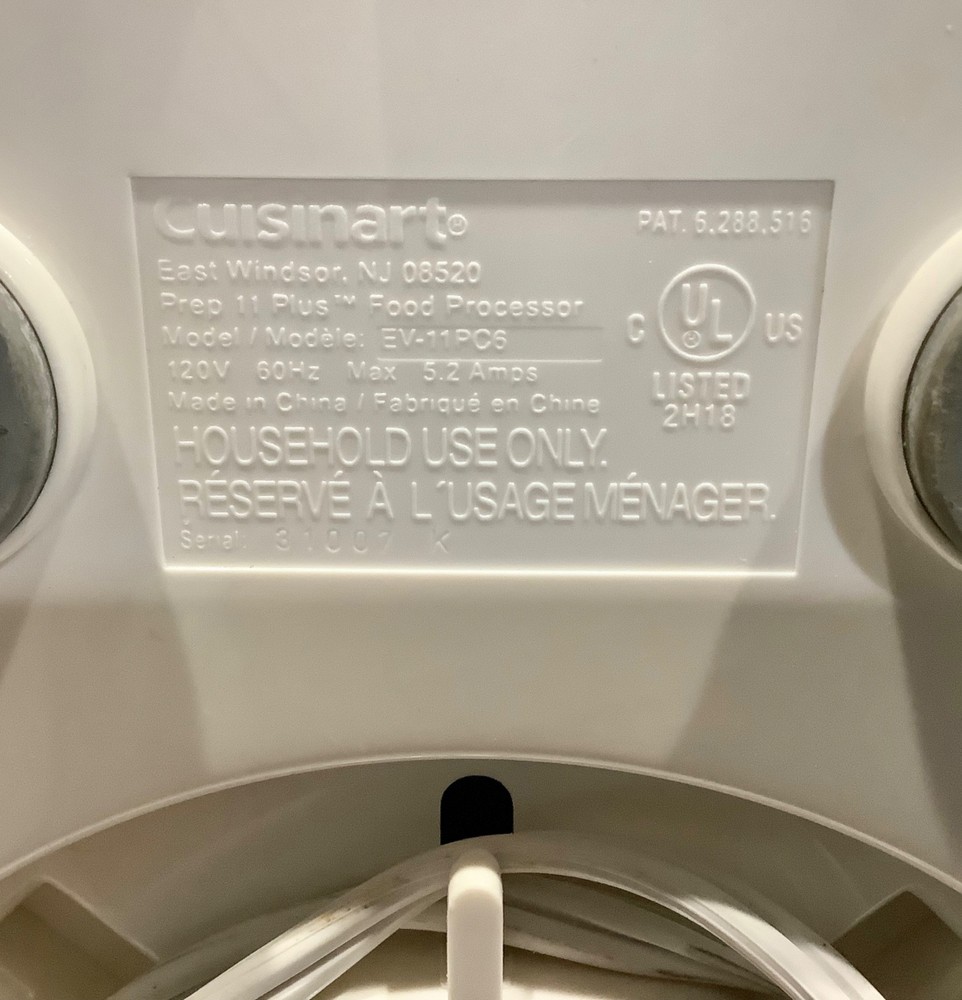 Cuisinart®
East Windsor, NJ 08520
Prep 11 Plus™ Food Processor
Model / Modèle: EV-11PC6
120V 60Hz Max 5.2 Amps
Made in China / Fabriqué en Chine
HOUSEHOLD USE ONLY.
RÉSERVÉ À L'USAGE MÉNAGER.
Serial: 31007 K
PAT. 6,288,516
C UL® US
LISTED
2H18